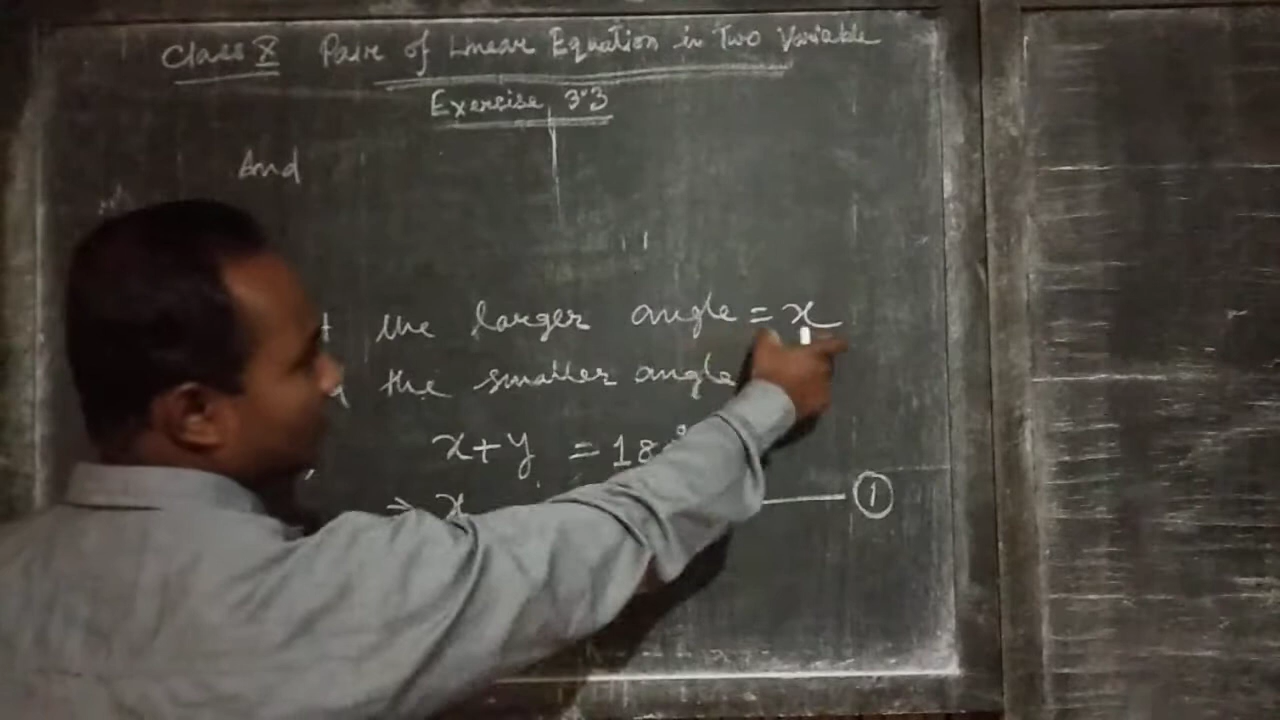 Class X Pair of Linear Equation in Two Variable
Exercise 3.3
And
the larger angle = x
the smaller angle
x + y = 18
⇒ x
①